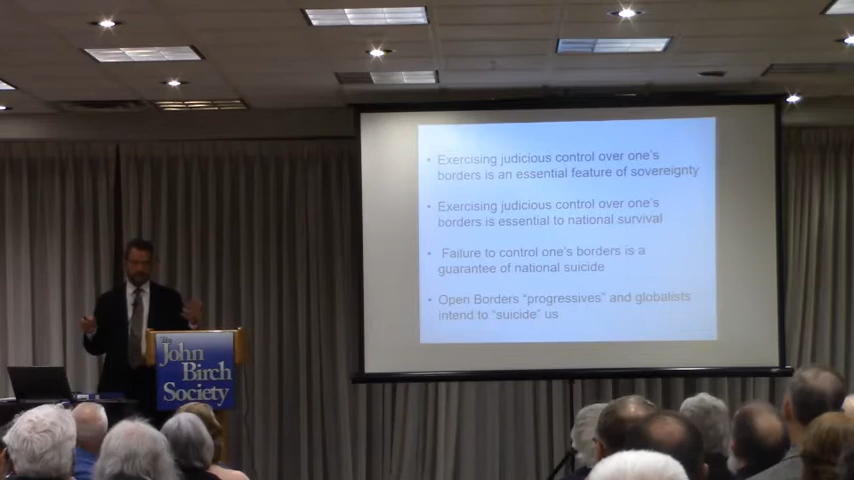 • Exercising judicious control over one's
borders is an essential feature of sovereignty
• Exercising judicious control over one's
borders is essential to national survival
• Failure to control one's borders is a
guarantee of national suicide
• Open Borders “progressives” and globalists
intend to “suicide” us
The
John
Birch
Society